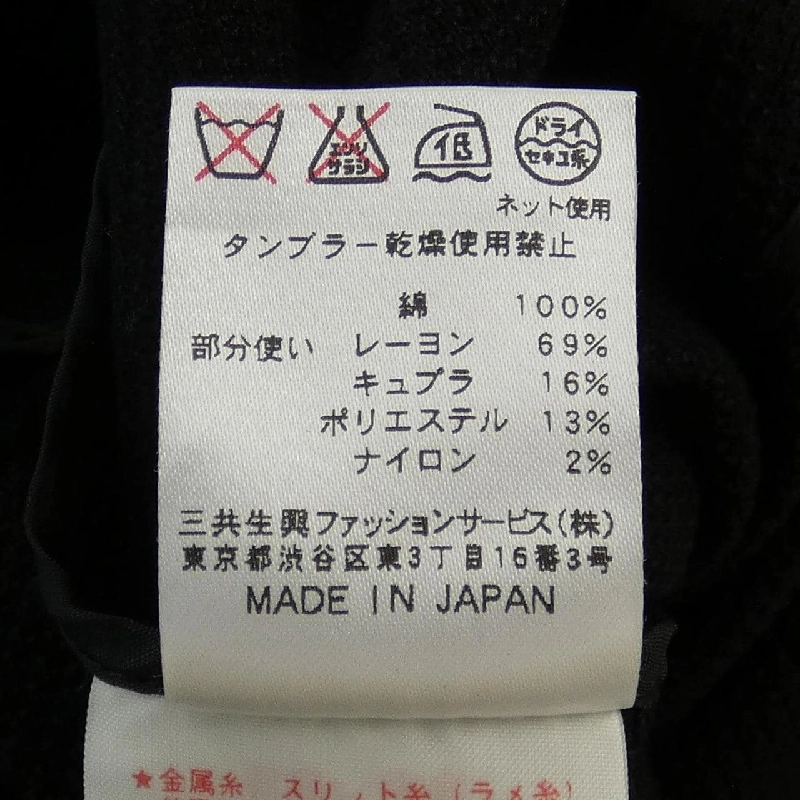 エンソ サラシ
低
ドライ
セキユ系
ネット使用
タンブラー乾燥使用禁止
綿 100%
部分使い レーヨン 69%
キュプラ 16%
ポリエステル 13%
ナイロン 2%
三共生興ファッションサービス(株)
東京都渋谷区東3丁目16番3号
MADE IN JAPAN
★金属糸、スリット糸(ラメ糸)